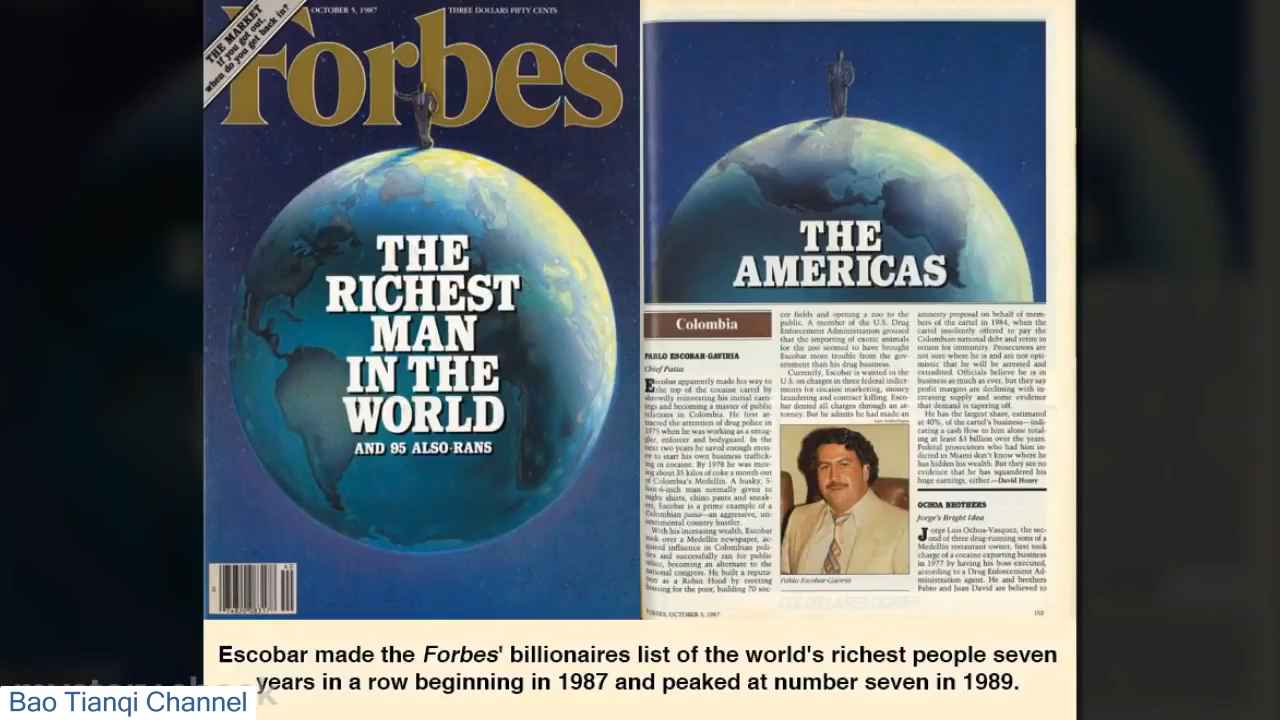 THE MARKET
if you got out,
when do you get back in?
OCTOBER 5, 1987
THREE DOLLARS FIFTY CENTS
Forbes
THE
RICHEST
MAN
IN THE
WORLD
AND 95 ALSO-RANS
THE
AMERICAS
Colombia
PABLO ESCOBAR-GAVIRIA
Chief Paisa
Escobar apparently made his way to
the top of the cocaine cartel by
shrewdly reinvesting his initial earn-
ings and becoming a master of public
relations in Colombia. He first at-
tracted the attention of drug police in
1975 when he was working as a smug-
gler, enforcer and bodyguard. In the
next two years he saved enough mon-
ey to start his own business traffick-
ing in cocaine. By 1978 he was mov-
ing about 35 kilos of coke a month out
of Colombia's Medellin. A husky, 5-
foot-6-inch man normally given to
rugby shirts, chino pants and sneak-
ers, Escobar is a prime example of a
Colombian paisa—an aggressive, un-
sentimental country hustler.
With his increasing wealth, Escobar
took over a Medellin newspaper, ac-
quired influence in Colombian poli-
tics and successfully ran for public
office, becoming an alternate to the
national congress. He built a reputa-
tion as a Robin Hood by erecting
housing for the poor, building 70 soc-
cer fields and opening a zoo to the
public. A member of the U.S. Drug
Enforcement Administration groused
that the importing of exotic animals
for the zoo seemed to have brought
Escobar more trouble from the gov-
ernment than his drug business.
Currently, Escobar is wanted in the
U.S. on charges in three federal indict-
ments for cocaine marketing, money
laundering and contract killing. Esco-
bar denied all charges through an at-
torney. But he admits he had made an
Pablo Escobar-Gaviria
amnesty proposal on behalf of mem-
bers of the cartel in 1984, when the
cartel insolently offered to pay the
Colombian national debt and retire in
return for immunity. Prosecutors are
not sure where he is and are not opti-
mistic that he will be arrested and
extradited. Officials believe he is in
business as much as ever, but they say
profit margins are declining with in-
creasing supply and some evidence
that demand is tapering off.
He has the largest share, estimated
at 40%, of the cartel's business—indi-
cating a cash flow to him alone total-
ing at least $3 billion over the years.
Federal prosecutors who had him in-
dicted in Miami don't know where he
has hidden his wealth. But they see no
evidence that he has squandered his
huge earnings, either.—David Henry
OCHOA BROTHERS
Jorge's Bright Idea
Jorge Luis Ochoa-Vasquez, the sec-
ond of three drug-running sons of a
Medellin restaurant owner, first took
charge of a cocaine exporting business
in 1977 by having his boss executed,
according to a Drug Enforcement Ad-
ministration agent. He and brothers
Fabio and Juan David are believed to
FORBES, OCTOBER 5, 1987
153
Escobar made the Forbes' billionaires list of the world's richest people seven
years in a row beginning in 1987 and peaked at number seven in 1989.
Bao Tianqi Channel